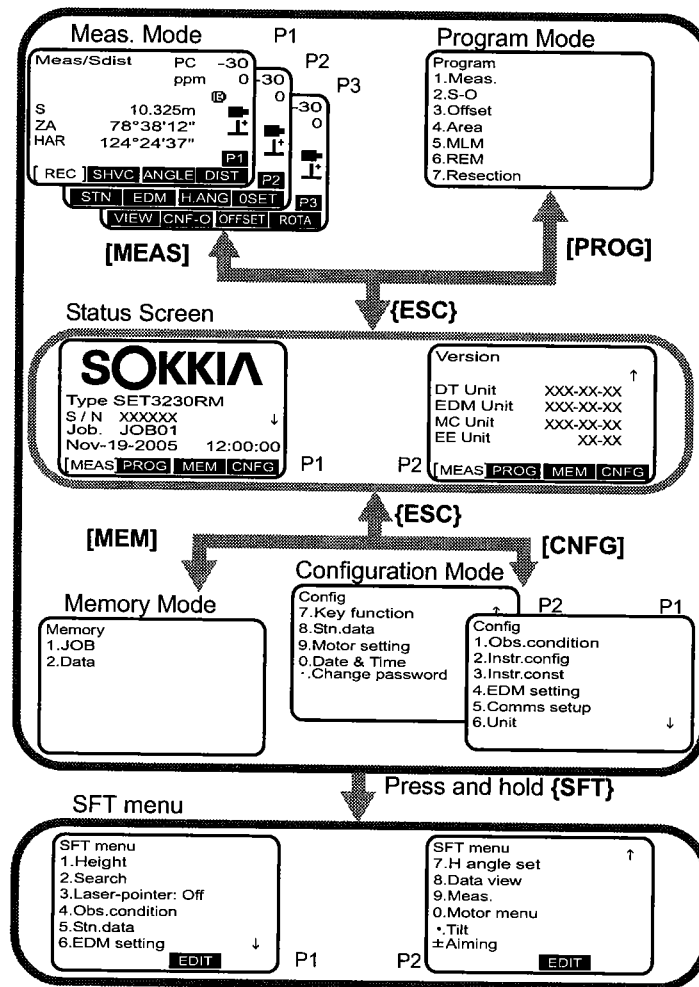 Meas. Mode P1
P2
P3
Meas/Sdist PC -30
ppm 0
S 10.325m
ZA 78°38'12"
HAR 124°24'37"
P1
[ REC ] SHVC ANGLE DIST
-30
0
P2
STN EDM H.ANG 0SET
-30
0
P3
VIEW CNF-O OFFSET ROTA
Program Mode
Program
1.Meas.
2.S-O
3.Offset
4.Area
5.MLM
6.REM
7.Resection
[MEAS]
[PROG]
{ESC}
Status Screen
SOKKIA
Type SET3230RM
S / N XXXXXX ↓
Job. JOB01
Nov-19-2005 12:00:00
[MEAS] PROG MEM CNFG
P1
Version
↑
DT Unit XXX-XX-XX
EDM Unit XXX-XX-XX
MC Unit XXX-XX-XX
EE Unit XX-XX
[MEAS] PROG MEM CNFG
P2
{ESC}
[MEM]
[CNFG]
Memory Mode
Memory
1.JOB
2.Data
Configuration Mode
Config
7.Key function ↑
8.Stn.data
9.Motor setting
0.Date & Time
·.Change password
P2
P1
Config
1.Obs.condition
2.Instr.config
3.Instr.const
4.EDM setting
5.Comms setup
6.Unit ↓
Press and hold {SFT}
SFT menu
SFT menu
1.Height
2.Search
3.Laser-pointer: Off
4.Obs.condition
5.Stn.data
6.EDM setting ↓
EDIT
P1
SFT menu ↑
7.H angle set
8.Data view
9.Meas.
0.Motor menu
•.Tilt
±Aiming
EDIT
P2